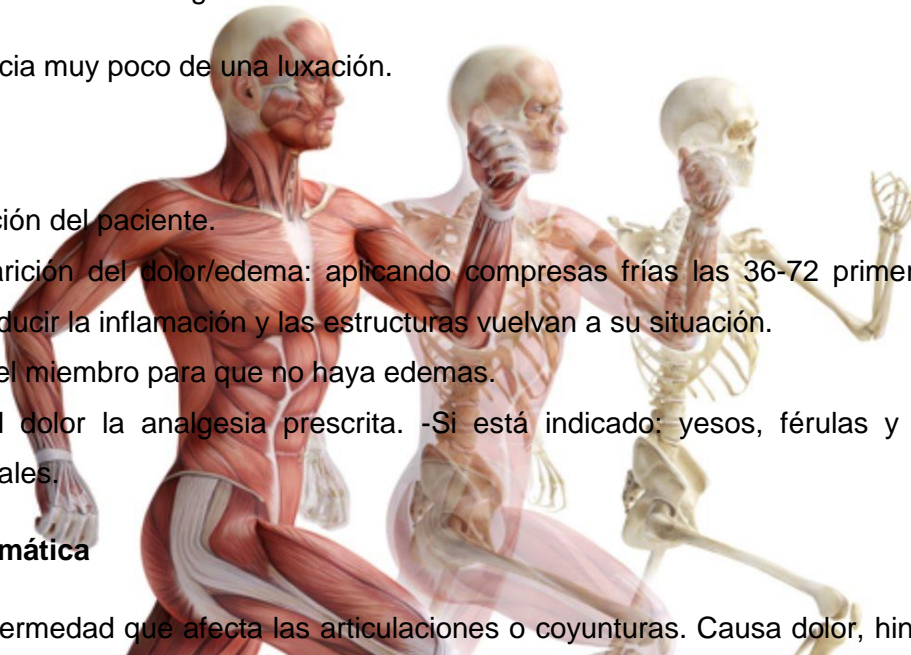 cia muy poco de una luxación.
ción del paciente.
arición del dolor/edema: aplicando compresas frías las 36-72 primer
ducir la inflamación y las estructuras vuelvan a su situación.
el miembro para que no haya edemas.
l dolor la analgesia prescrita. -Si está indicado: yesos, férulas y
ales.
mática
fermedad que afecta las articulaciones o coyunturas. Causa dolor, hin